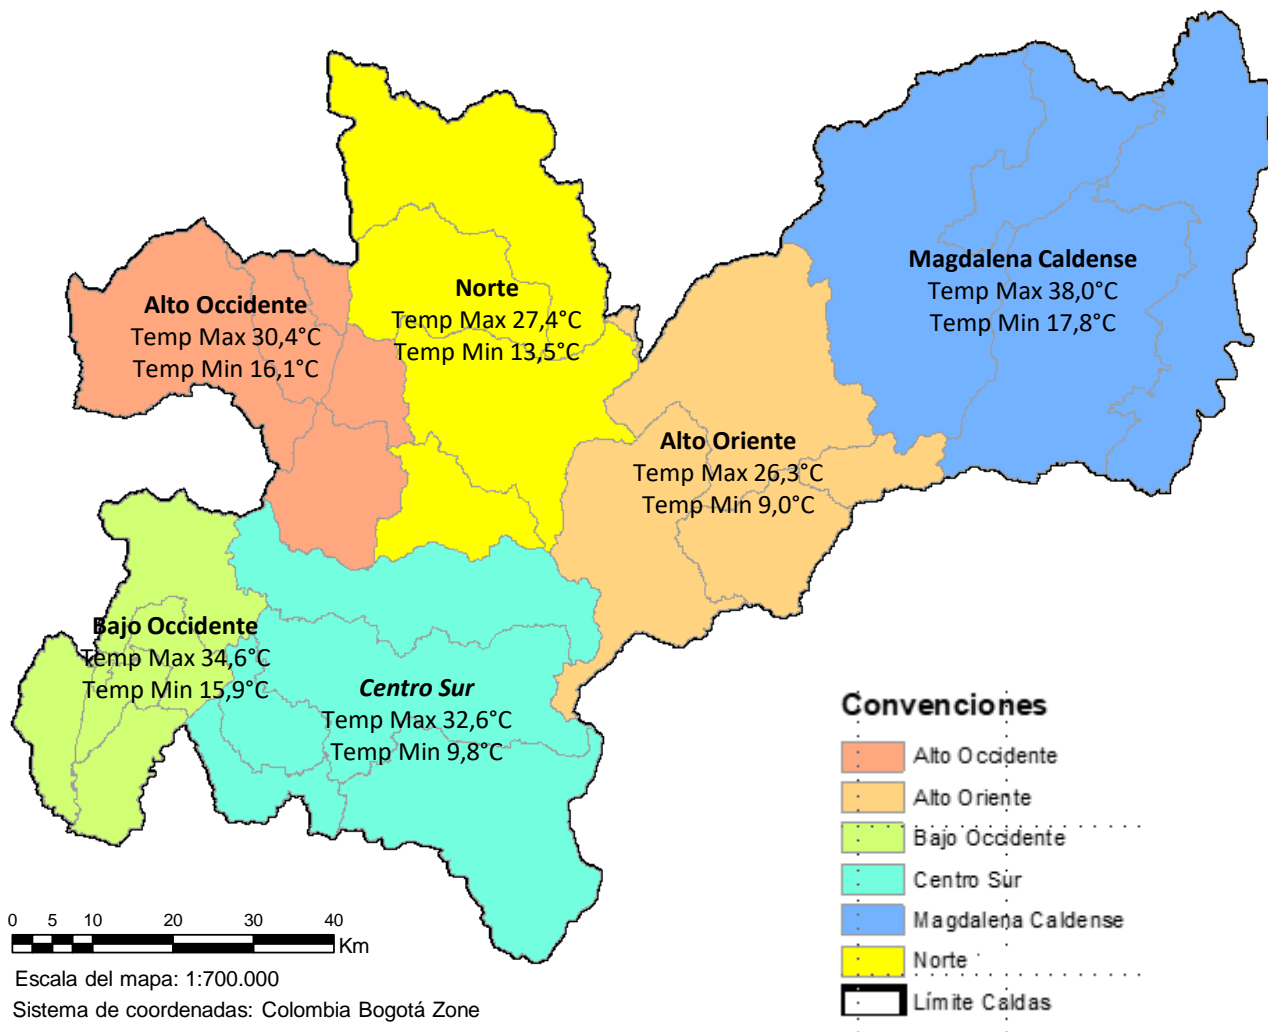 Magdalena Caldense
Temp Max 38,0°C
Temp Min 17,8°C
Norte
Temp Max 27,4°C
Temp Min 13,5°C
Alto Occidente
Temp Max 30,4°C
Temp Min 16,1°C
Alto Oriente
Temp Max 26,3°C
Temp Min 9,0°C
Bajo Occidente
Temp Max 34,6°C
Temp Min 15,9°C
Centro Sur
Temp Max 32,6°C
Temp Min 9,8°C
Convenciones
Alto Occidente
Alto Oriente
Bajo Occidente
Centro Sur
Magdalena Caldense
Norte
Límite Caldas
0 5 10 20 30 40
Km
Escala del mapa: 1:700.000
Sistema de coordenadas: Colombia Bogotá Zone